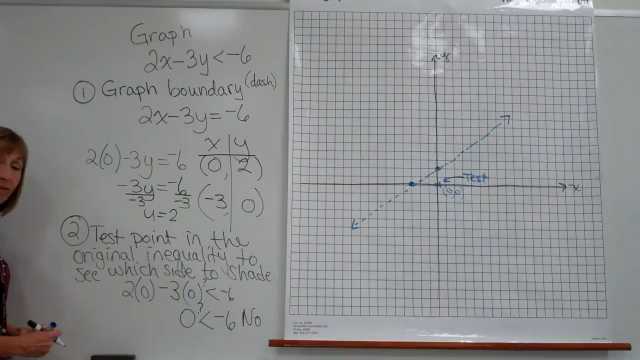 Graph
2x-3y<-6
① Graph boundary (dash)
2x-3y=-6
x y
2(0)-3y=-6 (0, 2)
-3y/-3 = -6/-3 (-3, 0)
y=2
② Test point in the
original inequality to
see which side to shade
2(0)-3(0)<-6
0<-6 No
y
Test
(0,0)
x